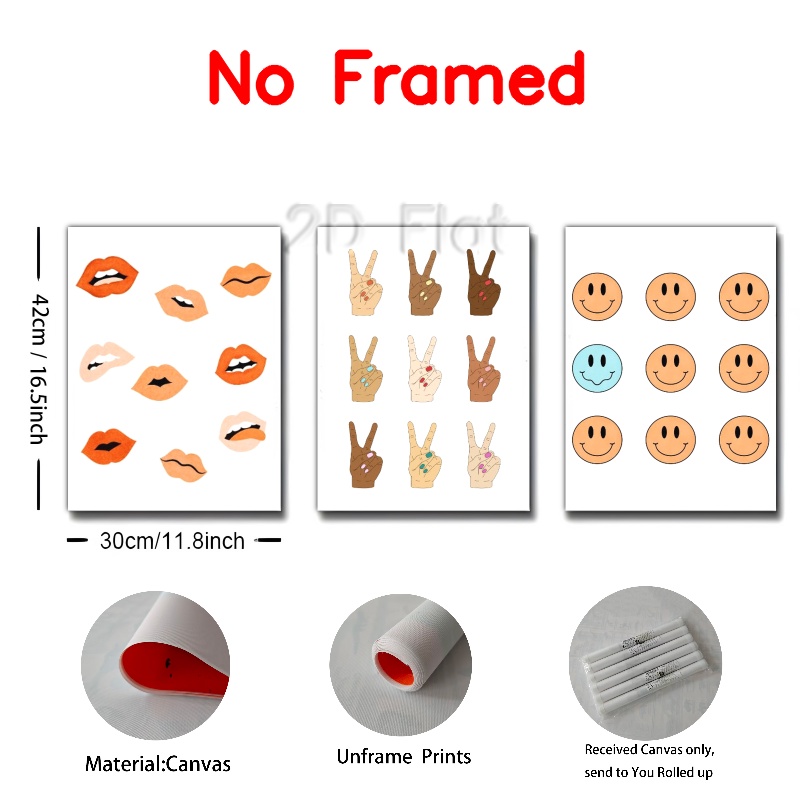 No Framed
2D Flat
42cm / 16.5inch
30cm/11.8inch
Material:Canvas
Unframe Prints
Received Canvas only,
send to You Rolled up